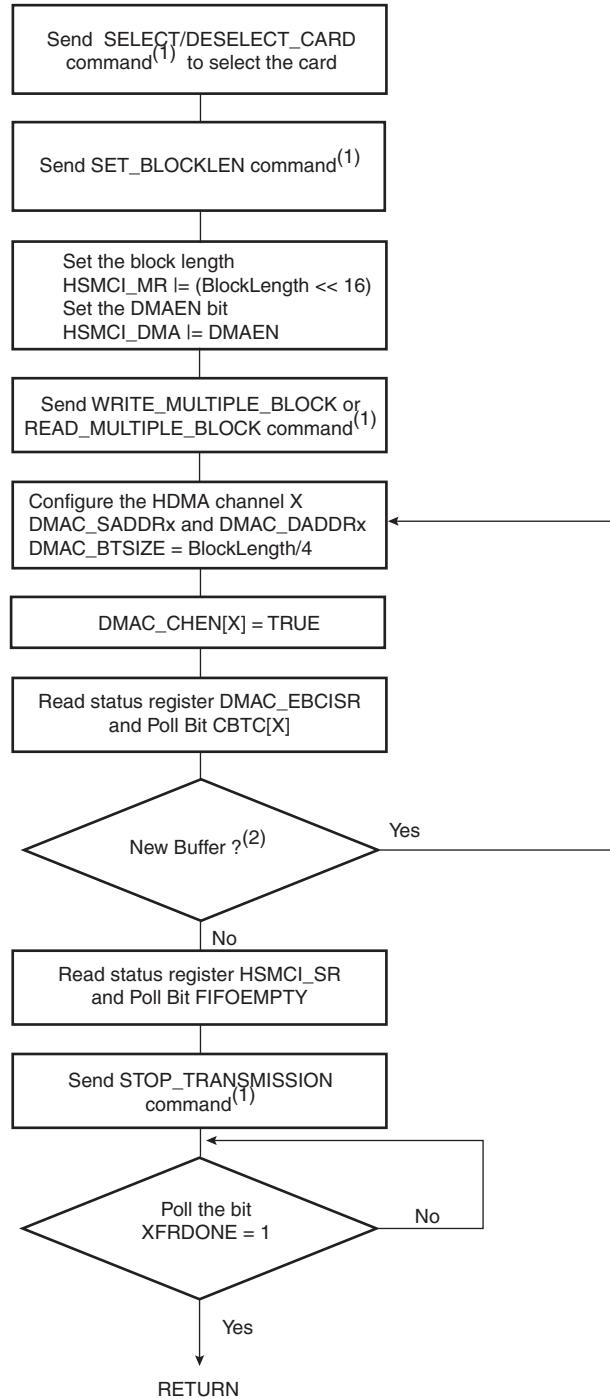 Send SELECT/DESELECT_CARD
command(1) to select the card
Send SET_BLOCKLEN command(1)
Set the block length
HSMCI_MR |= (BlockLength << 16)
Set the DMAEN bit
HSMCI_DMA |= DMAEN
Send WRITE_MULTIPLE_BLOCK or
READ_MULTIPLE_BLOCK command(1)
Configure the HDMA channel X
DMAC_SADDRx and DMAC_DADDRx
DMAC_BTSIZE = BlockLength/4
DMAC_CHEN[X] = TRUE
Read status register DMAC_EBCISR
and Poll Bit CBTC[X]
New Buffer ?(2)
Yes
No
Read status register HSMCI_SR
and Poll Bit FIFOEMPTY
Send STOP_TRANSMISSION
command(1)
Poll the bit
XFRDONE = 1
No
Yes
RETURN